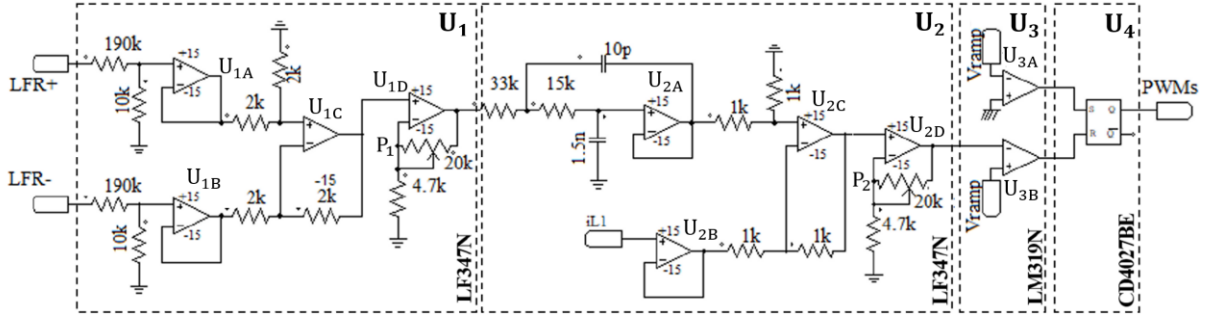 U₁
LFR+
190k
10k
+15
-15
U₁A
2k
2k
U₁C
+15
-15
U₁D
+15
-15
P₁
20k
4.7k
LFR-
190k
10k
U₁B
+15
-15
2k
2k
LF347N
U₂
33k
15k
10p
1.5n
U₂A
+15
-15
1k
1k
U₂C
+15
-15
U₂D
+15
-15
P₂
20k
4.7k
iL1
U₂B
+15
-15
1k
1k
LF347N
U₃
Vramp
U₃A
+
-
U₃B
Vramp
LM319N
U₄
S
Q
R
Q̅
PWMs
CD4027BE